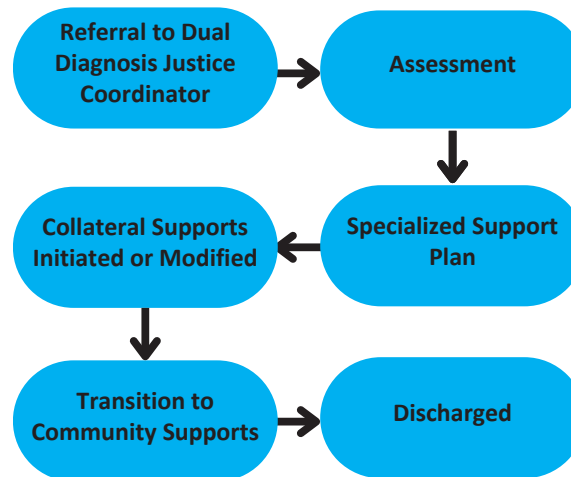 Referral to Dual
Diagnosis Justice
Coordinator
Assessment
Specialized Support
Plan
Collateral Supports
Initiated or Modified
Transition to
Community Supports
Discharged